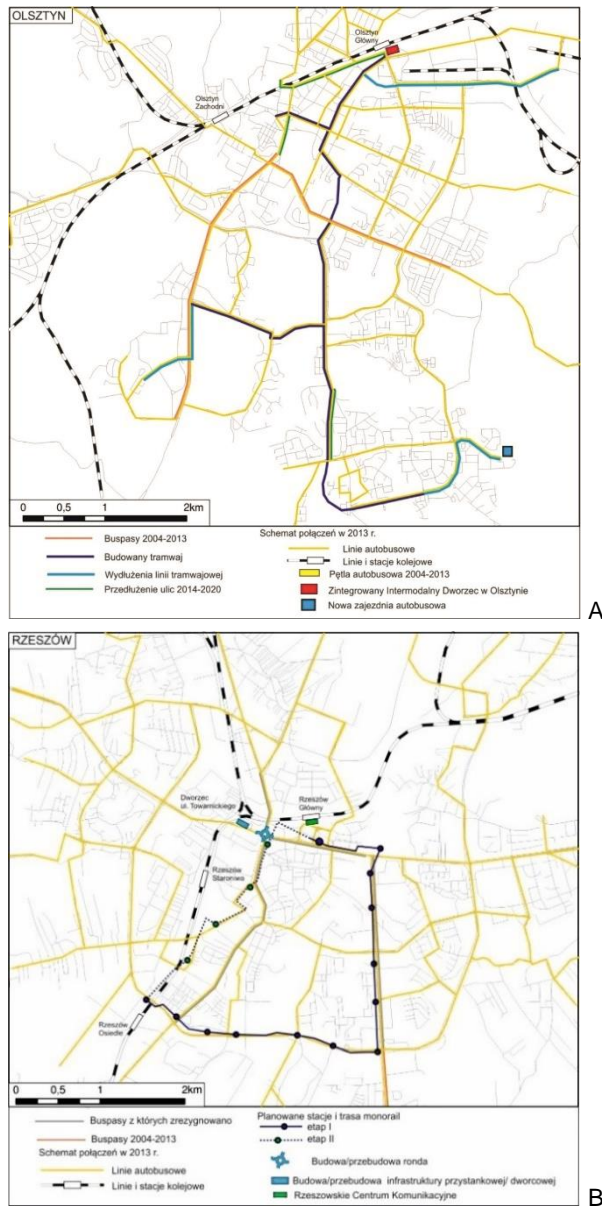 OLSZTYN
Olsztyn
Główny
Olsztyn
Zachodni
0 0,5 1 2km
Buspasy 2004-2013
Budowany tramwaj
Wydłużenia linii tramwajowej
Przedłużenie ulic 2014-2020
Schemat połączeń w 2013 r.
Linie autobusowe
Linie i stacje kolejowe
Pętla autobusowa 2004-2013
Zintegrowany Intermodalny Dworzec w Olsztynie
Nowa zajezdnia autobusowa
A
RZESZÓW
Dworzec
ul. Towarnickiego
Rzeszów
Główny
Rzeszów
Staroniwa
Rzeszów
Osiedle
0 0,5 1 2km
Buspasy z których zrezygnowano
Buspasy 2004-2013
Schemat połączeń w 2013 r.
Linie autobusowe
Linie i stacje kolejowe
Planowane stacje i trasa monorail
etap I
etap II
Budowa/przebudowa ronda
Budowa/przebudowa infrastruktury przystankowej/ dworcowej
Rzeszowskie Centrum Komunikacyjne
B